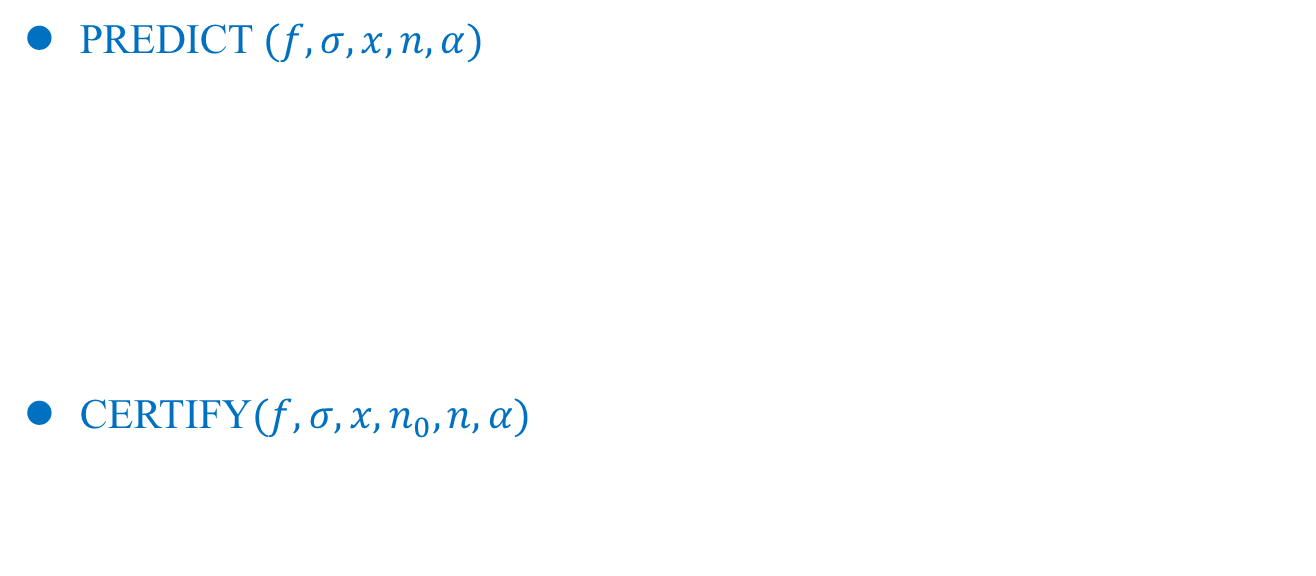 ● PREDICT (𝑓, 𝜎, 𝑥, 𝑛, 𝛼)
● CERTIFY(𝑓, 𝜎, 𝑥, 𝑛₀, 𝑛, 𝛼)